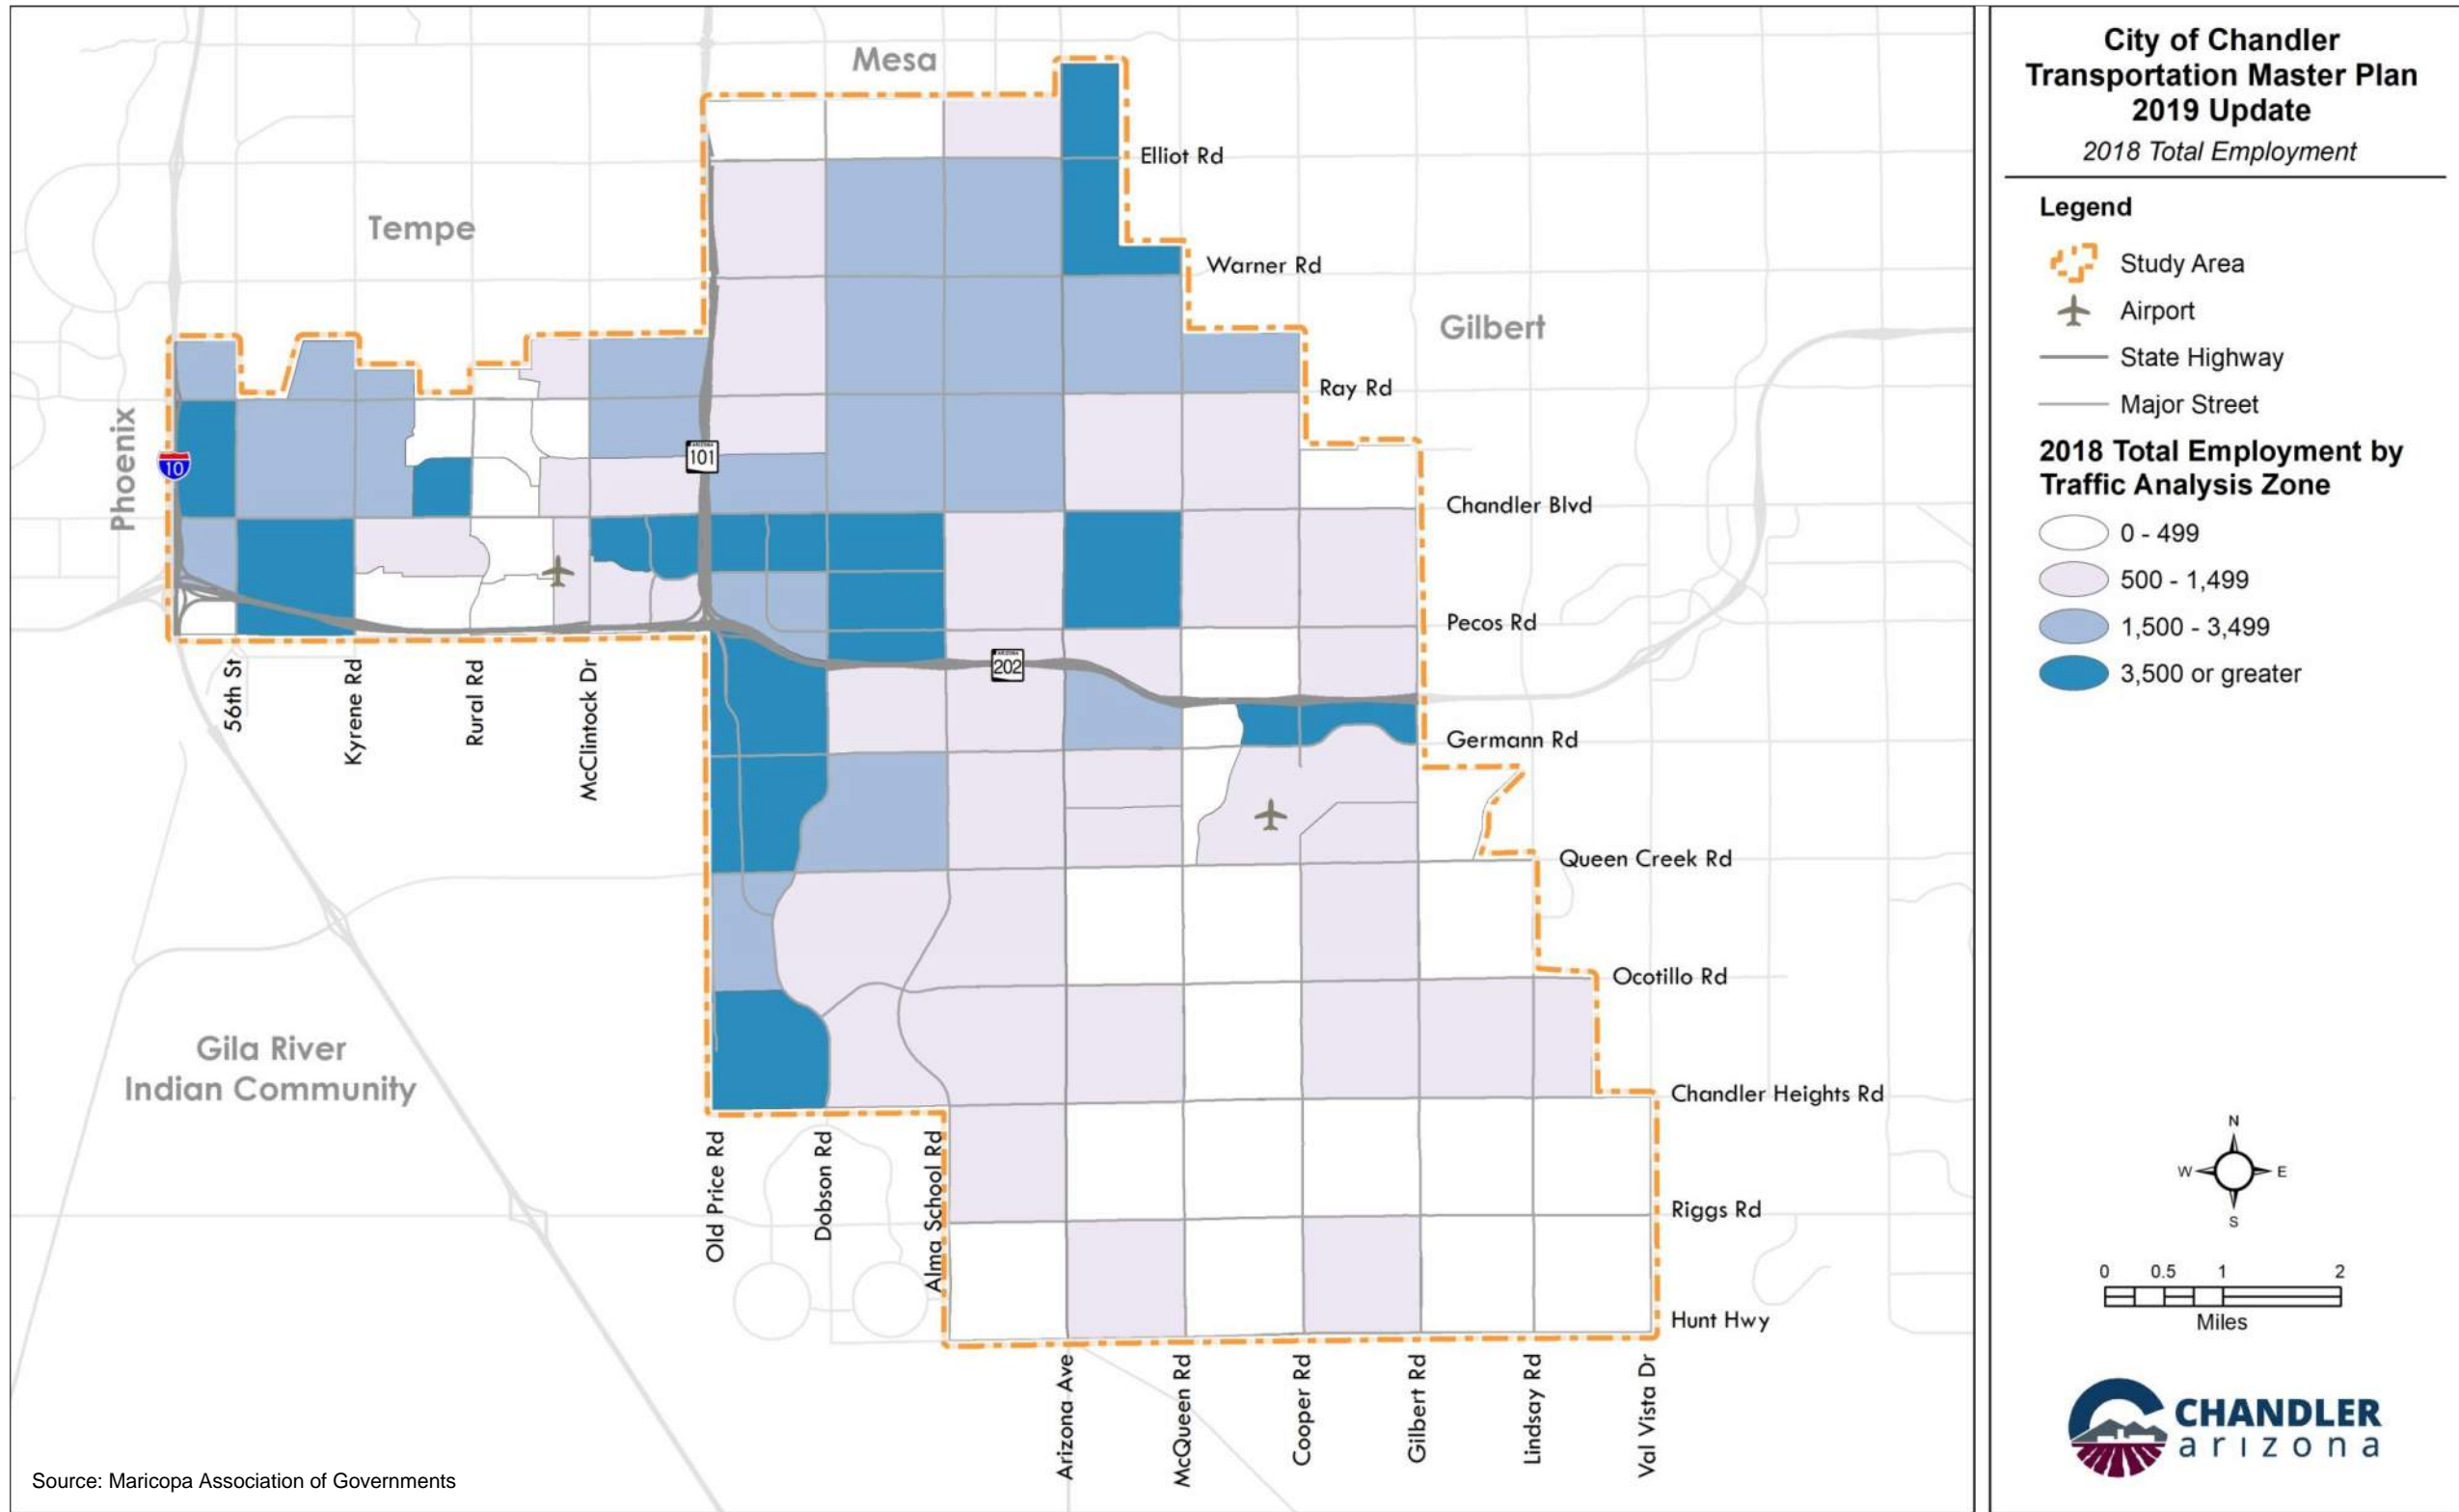 City of Chandler
Transportation Master Plan
2019 Update
2018 Total Employment
Legend
Study Area
Airport
State Highway
Major Street
2018 Total Employment by
Traffic Analysis Zone
0 - 499
500 - 1,499
1,500 - 3,499
3,500 or greater
N
W
E
S
0 0.5 1 2
Miles
CHANDLER
arizona
Mesa
Tempe
Gilbert
Phoenix
Gila River
Indian Community
10
ARIZONA
101
ARIZONA
202
Elliot Rd
Warner Rd
Ray Rd
Chandler Blvd
Pecos Rd
Germann Rd
Queen Creek Rd
Ocotillo Rd
Chandler Heights Rd
Riggs Rd
Hunt Hwy
56th St
Kyrene Rd
Rural Rd
McClintock Dr
Old Price Rd
Dobson Rd
Alma School Rd
Arizona Ave
McQueen Rd
Cooper Rd
Gilbert Rd
Lindsay Rd
Val Vista Dr
Source: Maricopa Association of Governments